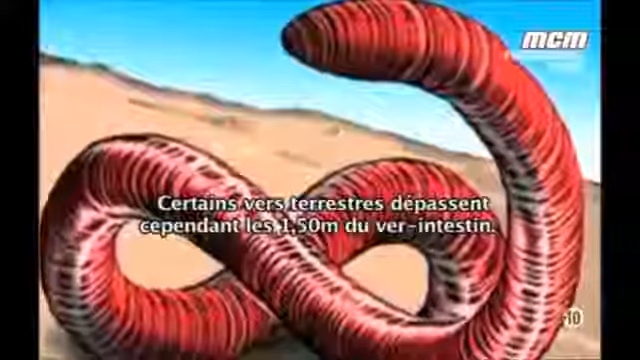 mcm
Certains vers terrestres dépassent
cependant les 1,50m du ver-intestin.
-10